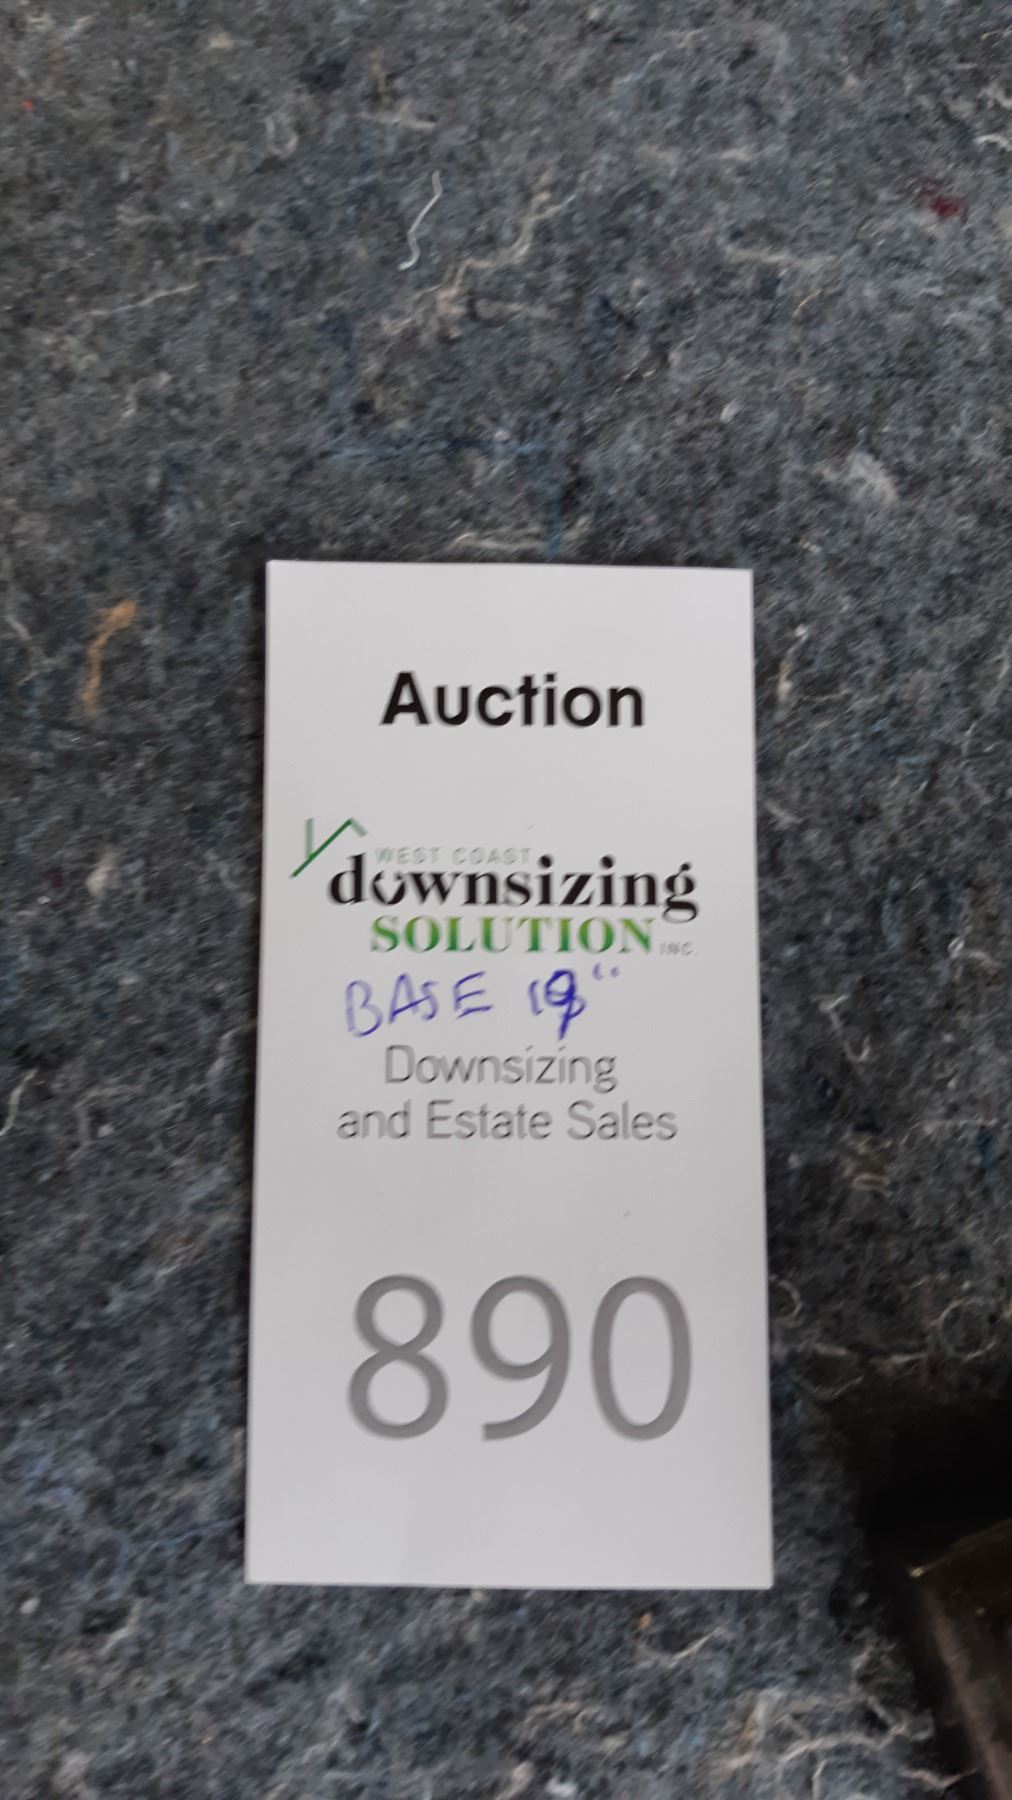 Auction
WEST COAST
downsizing
SOLUTION INC.
BASE
Downsizing
and Estate Sales
890